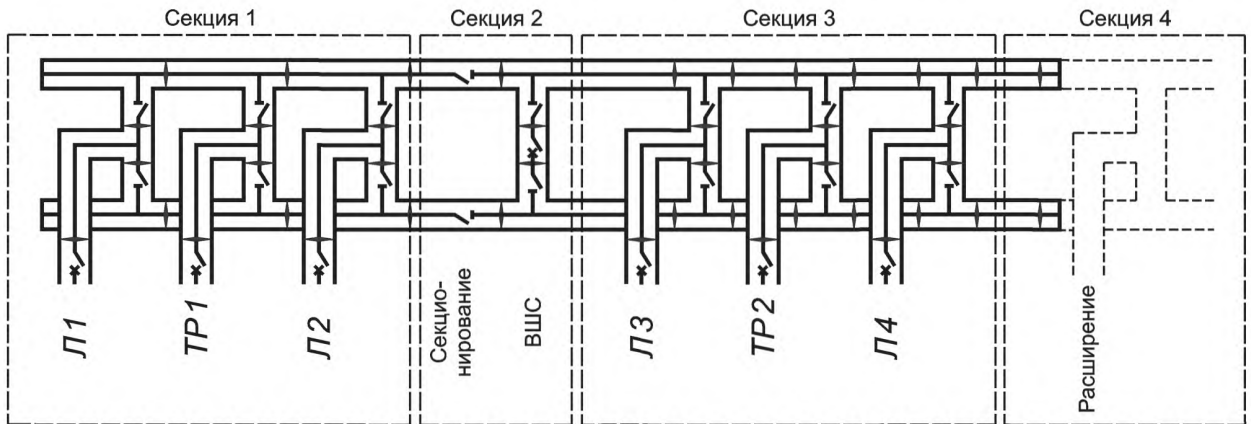 Секция 1
Секция 2
Секция 3
Секция 4
Л1
ТР1
Л2
Секцио-
нирование
ВШС
Л3
ТР2
Л4
Расширение